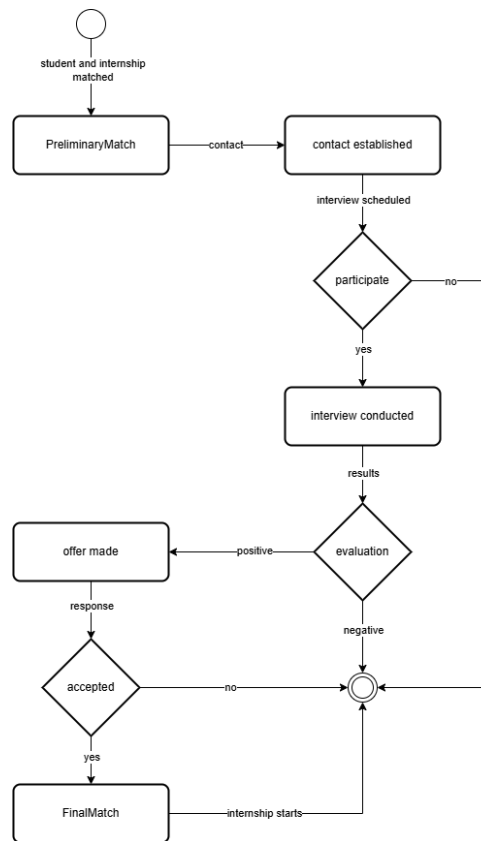 student and internship
matched
PreliminaryMatch
contact
contact established
interview scheduled
participate
no
yes
interview conducted
results
offer made
positive
evaluation
response
negative
accepted
no
yes
FinalMatch
internship starts